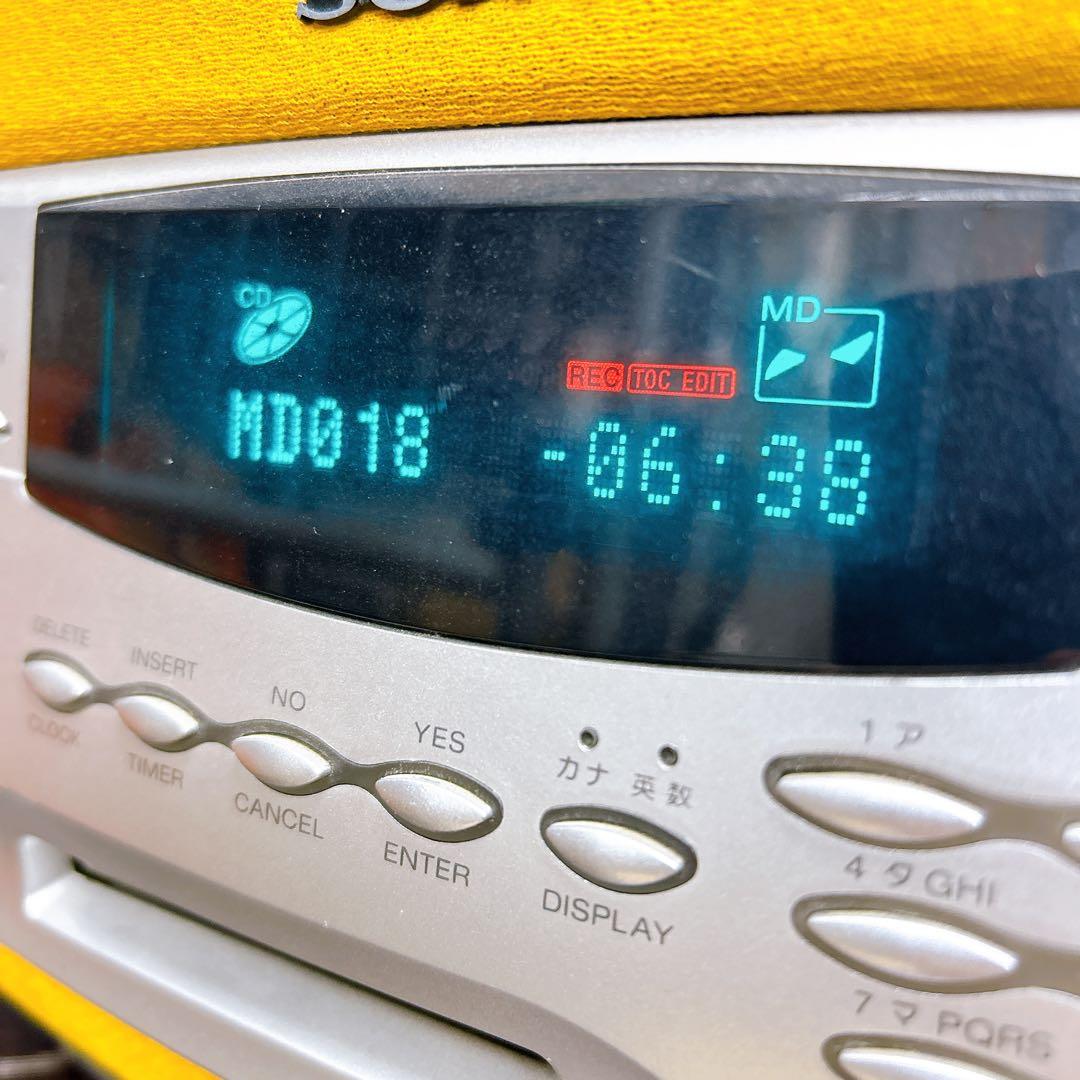 CD
MD
REC TOC EDIT
MD018 -06:38
DELETE
INSERT
NO
YES
カナ 英数
CLOCK
TIMER
CANCEL
ENTER
DISPLAY
1 ア
4 タ GHI
7 マ PQRS